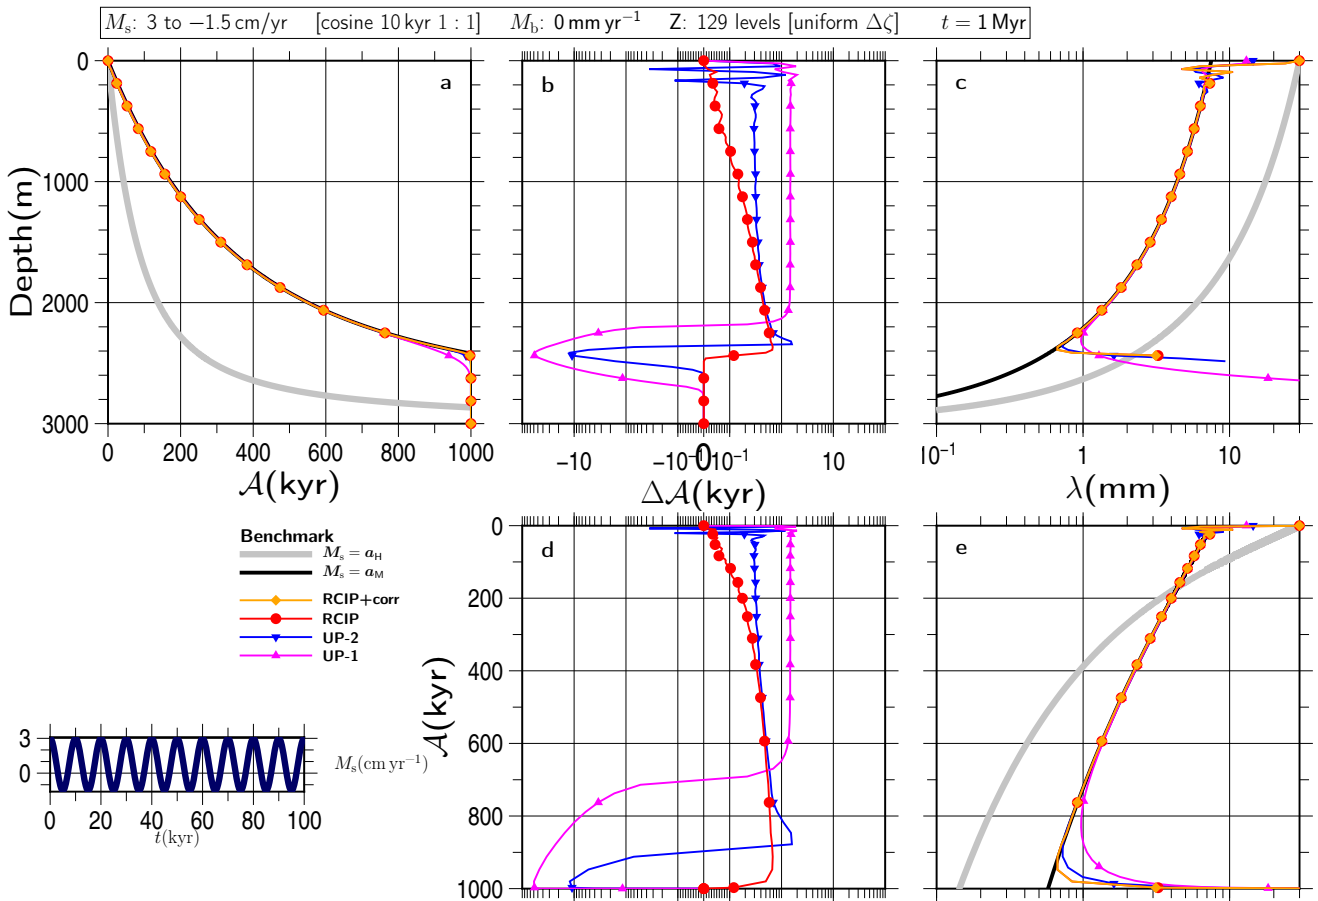 Mₛ: 3 to −1.5 cm/yr [cosine 10 kyr 1 : 1] M_b: 0 mm yr⁻¹ Z: 129 levels [uniform Δζ] t = 1 Myr
0
1000
2000
3000
Depth(m)
a
0 200 400 600 800 1000
𝒜(kyr)
b
−10 −10⁻¹ 0 10⁻¹ 10
Δ𝒜(kyr)
c
10⁻¹ 1 10
λ(mm)
Benchmark
Mₛ = a_H
Mₛ = a_M
RCIP+corr
RCIP
UP-2
UP-1
3
0
Mₛ(cm yr⁻¹)
0 20 40 60 80 100
t(kyr)
0
200
400
600
800
1000
𝒜(kyr)
d
e